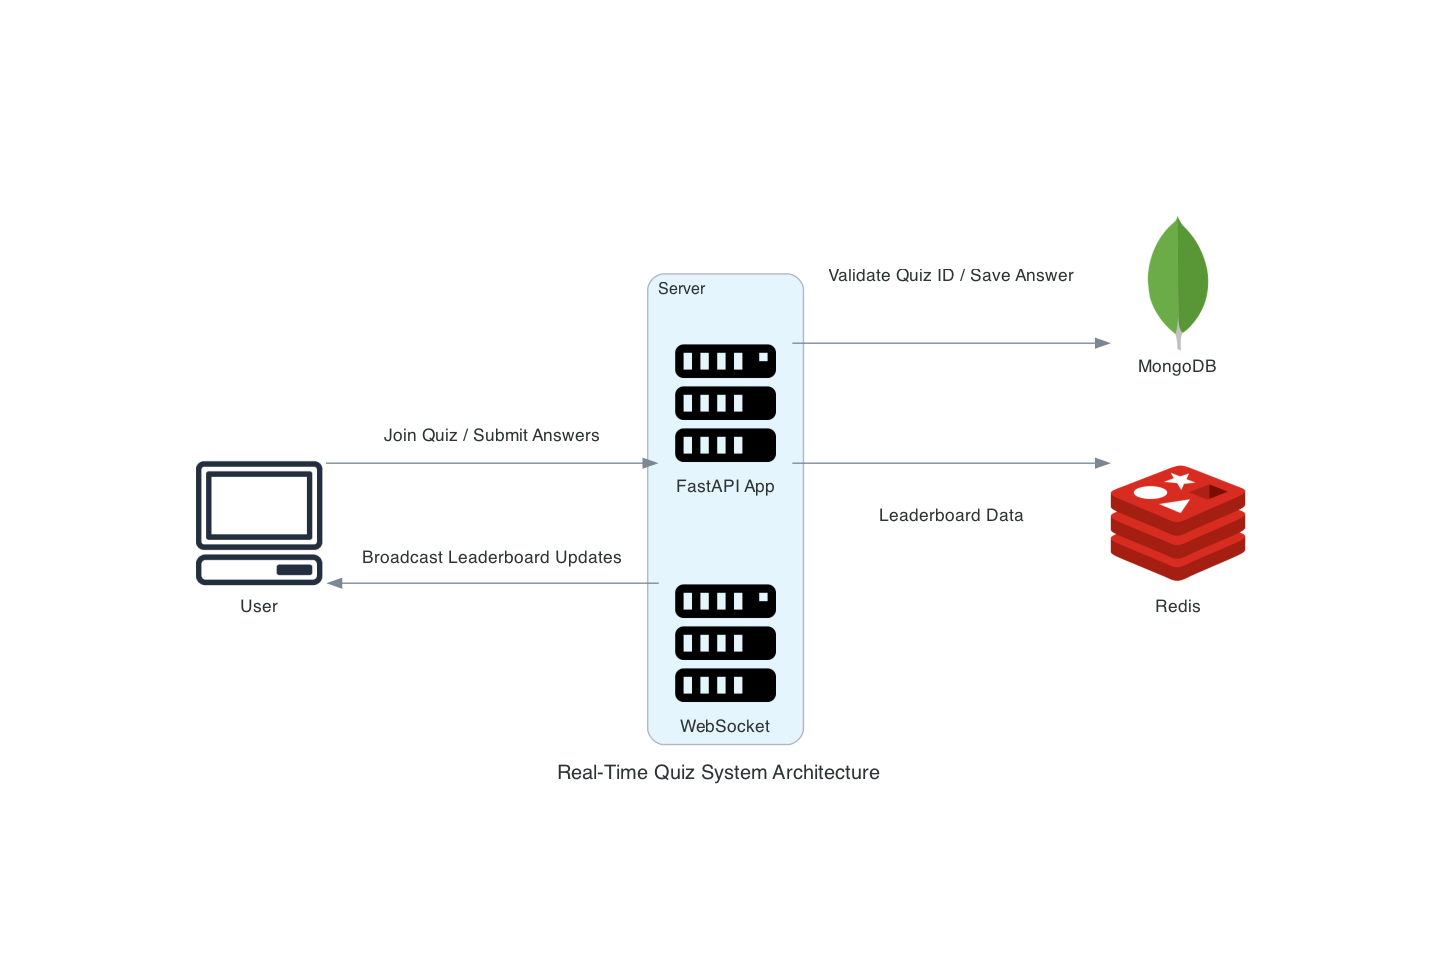 Validate Quiz ID / Save Answer
Server
MongoDB
Join Quiz / Submit Answers
FastAPI App
Leaderboard Data
Broadcast Leaderboard Updates
User
Redis
WebSocket
Real-Time Quiz System Architecture